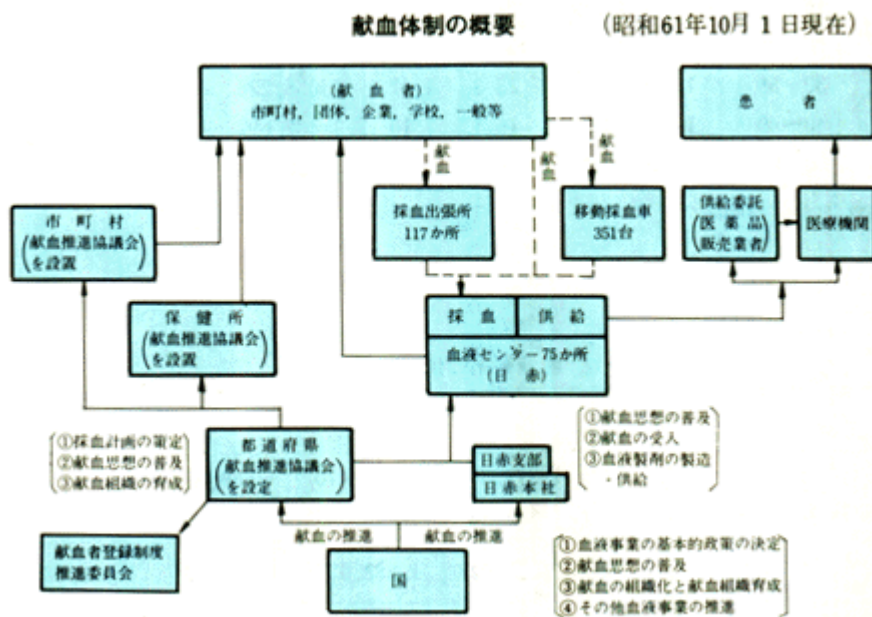 献血体制の概要 (昭和61年10月1日現在)
(献血者)
市町村, 団体, 企業, 学校, 一般等
患者
献血
献血
献血
市町村
(献血推進協議会)
を設置
採血出張所
117か所
移動採血車
351台
供給委託
(医薬品)
販売業者
医療機関
保健所
(献血推進協議会)
を設置
採血
供給
血液センター75か所
(日赤)
①採血計画の策定
②献血思想の普及
③献血組織の育成
都道府県
(献血推進協議会)
を設定
日赤支部
日赤本社
①献血思想の普及
②献血の受入
③血液製剤の製造
・供給
献血の推進
献血の推進
献血者登録制度
推進委員会
国
①血液事業の基本的政策の決定
②献血思想の普及
③献血の組織化と献血組織育成
④その他血液事業の推進